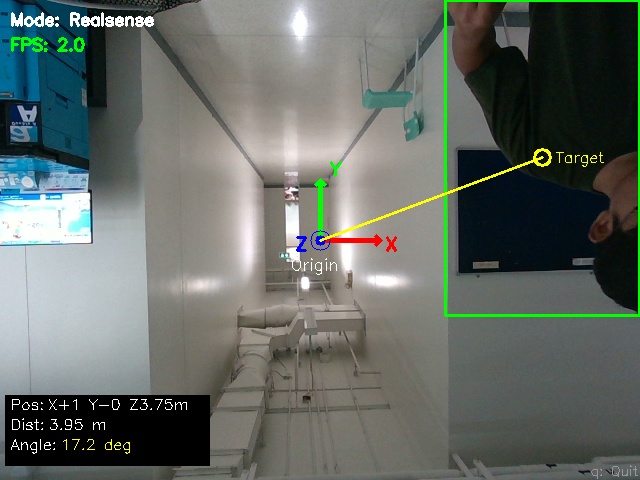 Mode: Realsense
FPS: 2.0
A
Target
Y
Z
X
Origin
Pos: X+1 Y-0 Z3.75m
Dist: 3.95 m
Angle: 17.2 deg
q: Quit